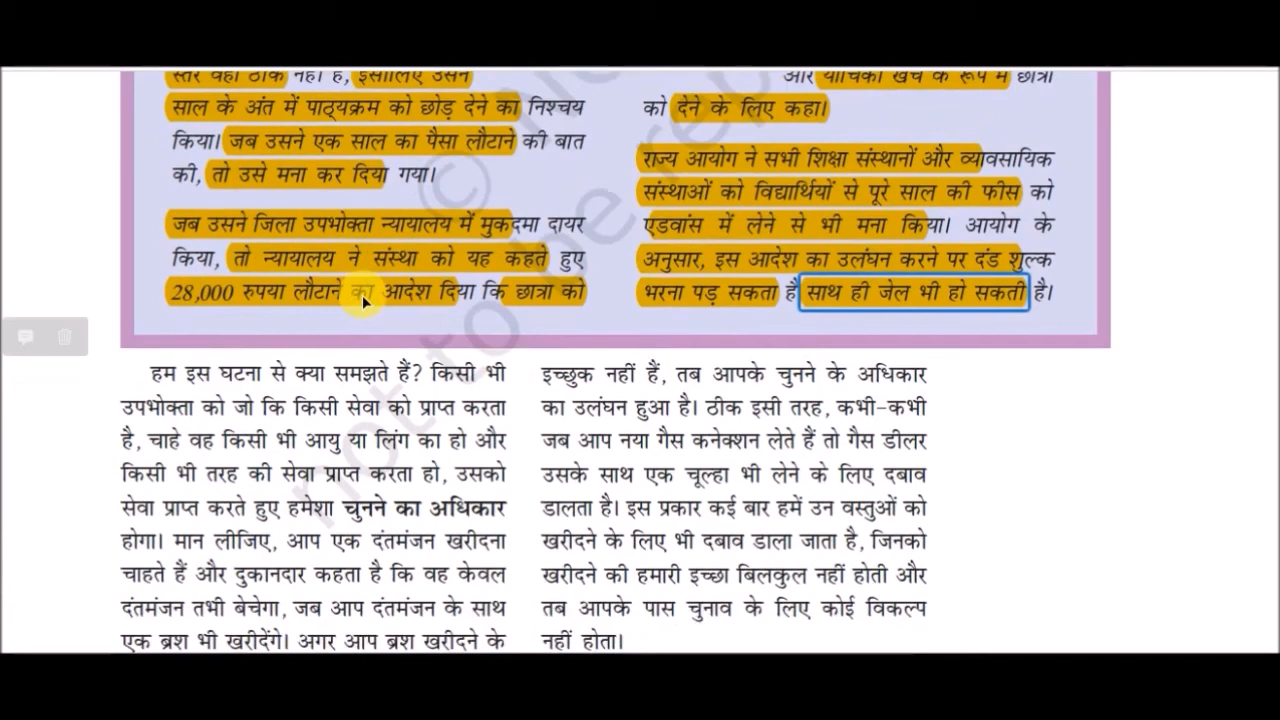 स्तर वहाँ ठीक नहीं है, इसीलिए उसने
साल के अंत में पाठ्यक्रम को छोड़ देने का निश्चय
किया। जब उसने एक साल का पैसा लौटाने की बात
की, तो उसे मना कर दिया गया।
जब उसने जिला उपभोक्ता न्यायालय में मुकदमा दायर
किया, तो न्यायालय ने संस्था को यह कहते हुए
28,000 रुपया लौटाने का आदेश दिया कि छात्रा को
और याचिका खर्च के रूप में छात्रा
को देने के लिए कहा।
राज्य आयोग ने सभी शिक्षा संस्थानों और व्यावसायिक
संस्थाओं को विद्यार्थियों से पूरे साल की फीस को
एडवांस में लेने से भी मना किया। आयोग के
अनुसार, इस आदेश का उलंघन करने पर दंड शुल्क
भरना पड़ सकता है साथ ही जेल भी हो सकती है।
हम इस घटना से क्या समझते हैं? किसी भी
उपभोक्ता को जो कि किसी सेवा को प्राप्त करता
है, चाहे वह किसी भी आयु या लिंग का हो और
किसी भी तरह की सेवा प्राप्त करता हो, उसको
सेवा प्राप्त करते हुए हमेशा चुनने का अधिकार
होगा। मान लीजिए, आप एक दंतमंजन खरीदना
चाहते हैं और दुकानदार कहता है कि वह केवल
दंतमंजन तभी बेचेगा, जब आप दंतमंजन के साथ
एक ब्रश भी खरीदेंगे। अगर आप ब्रश खरीदने के
इच्छुक नहीं हैं, तब आपके चुनने के अधिकार
का उलंघन हुआ है। ठीक इसी तरह, कभी-कभी
जब आप नया गैस कनेक्शन लेते हैं तो गैस डीलर
उसके साथ एक चूल्हा भी लेने के लिए दबाव
डालता है। इस प्रकार कई बार हमें उन वस्तुओं को
खरीदने के लिए भी दबाव डाला जाता है, जिनको
खरीदने की हमारी इच्छा बिलकुल नहीं होती और
तब आपके पास चुनाव के लिए कोई विकल्प
नहीं होता।
© 
not to be rep